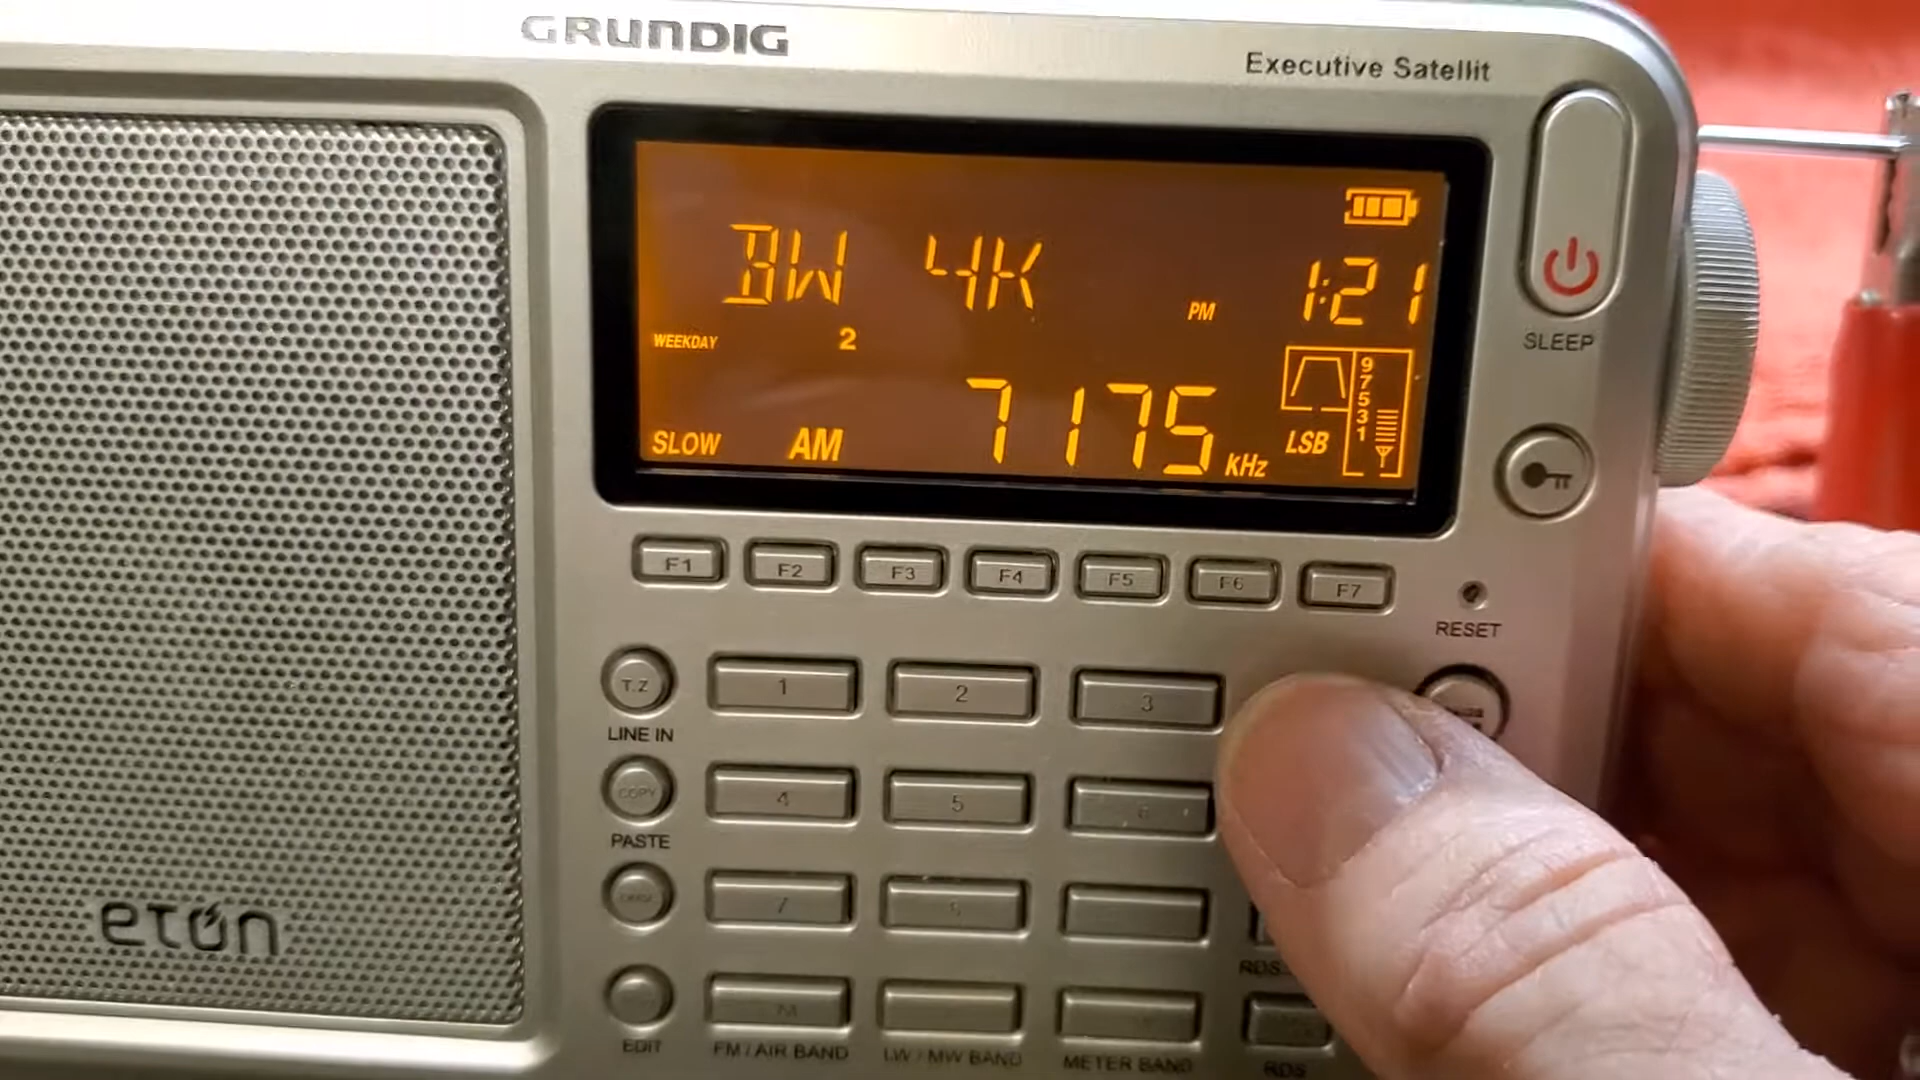 GRUNDIG
Executive Satellit
BW 4K
PM 1:21
WEEKDAY 2
9
7
5
3
1
SLOW AM 7175 KHz LSB
SLEEP
F1 F2 F3 F4 F5 F6 F7
RESET
T.Z 1 2 3
LINE IN
COPY 4 5 6
PASTE
7
eTón
RDS
EDIT FM / AIR BAND LW / MW BAND METER BAND RDS